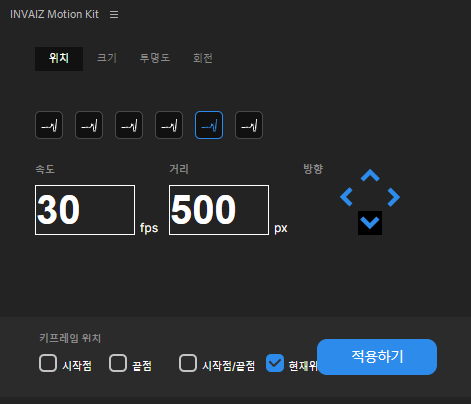 INVAIZ Motion Kit
위치 크기 투명도 회전
속도 거리 방향
30 fps 500 px
키프레임 위치
시작점 끝점 시작점/끝점 현재위 적용하기